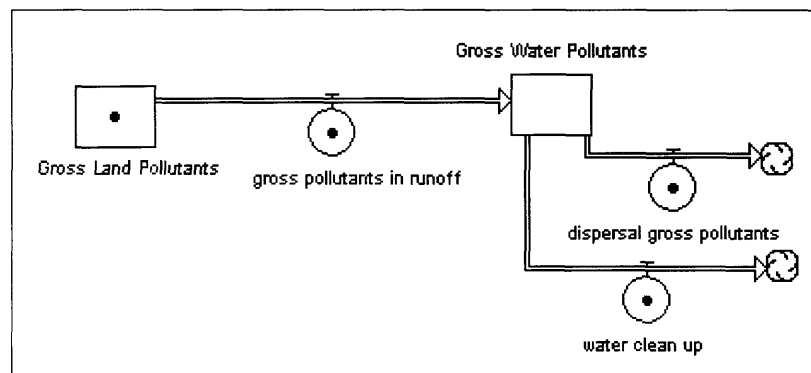 Gross Water Pollutants
Gross Land Pollutants
gross pollutants in runoff
dispersal gross pollutants
water clean up